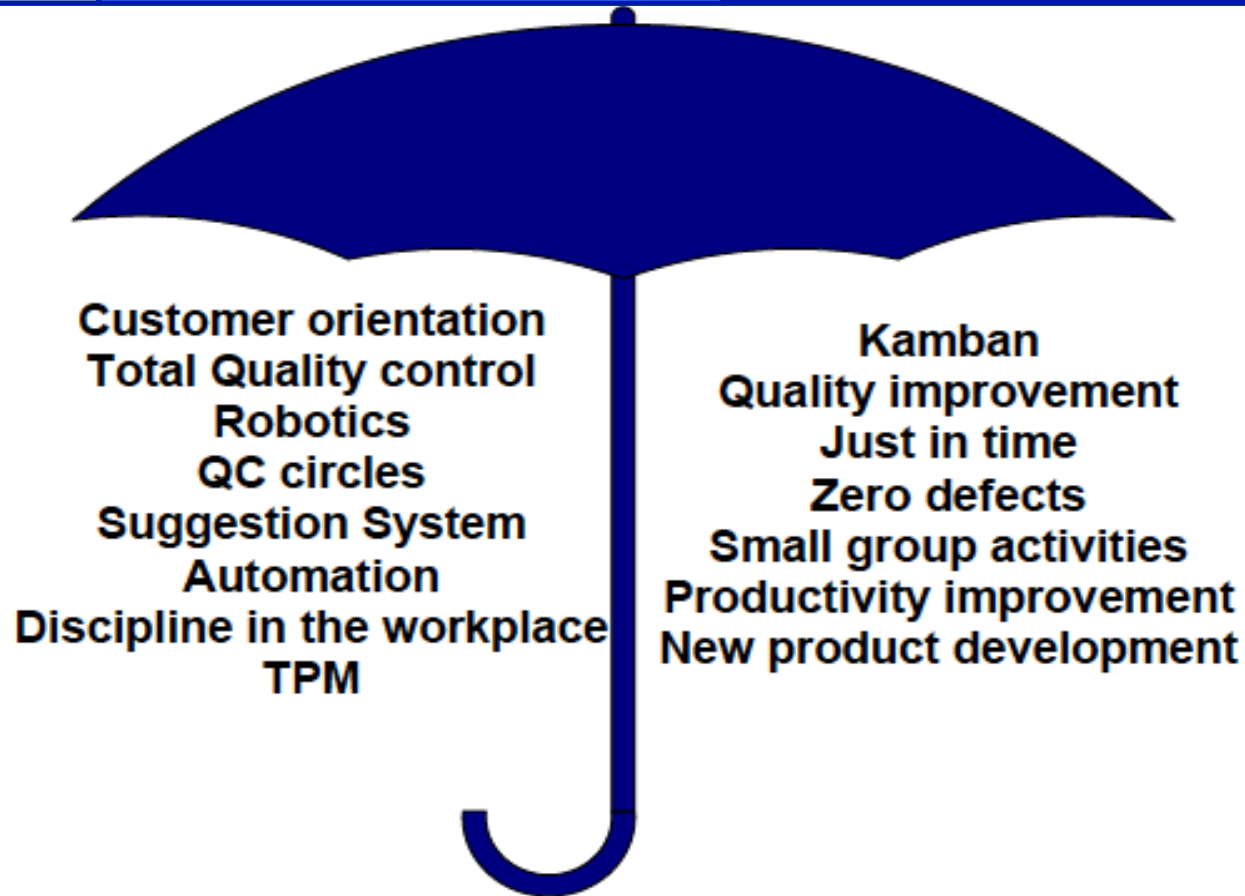 Customer orientation
Total Quality control
Robotics
QC circles
Suggestion System
Automation
Discipline in the workplace
TPM
Kamban
Quality improvement
Just in time
Zero defects
Small group activities
Productivity improvement
New product development